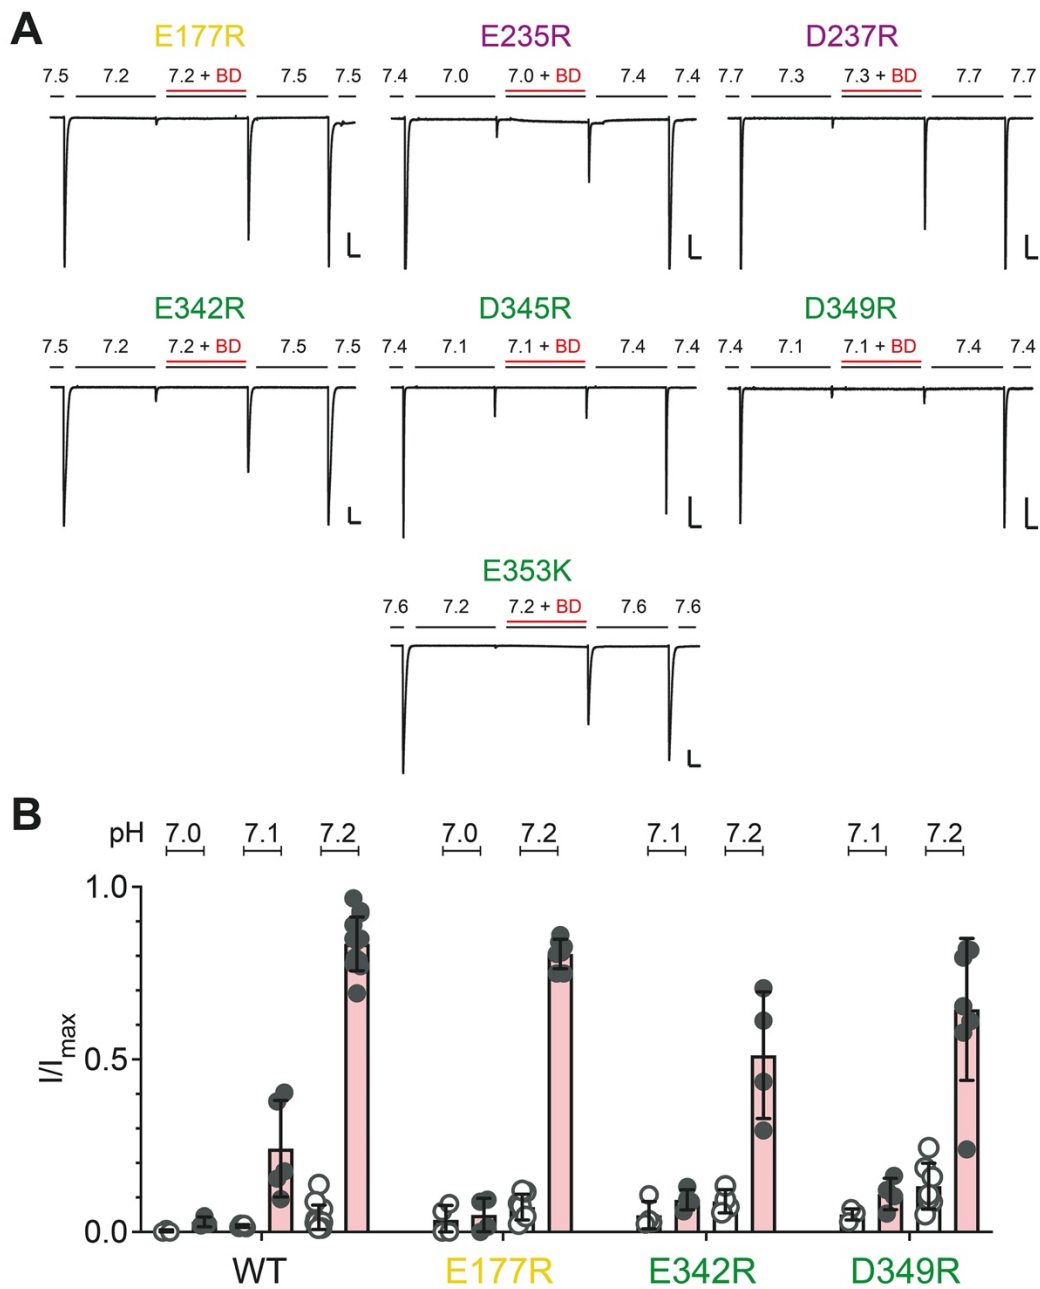 A
E177R E235R D237R
7.5 7.2 7.2 + BD 7.5 7.5 7.4 7.0 7.0 + BD 7.4 7.4 7.7 7.3 7.3 + BD 7.7 7.7
E342R D345R D349R
7.5 7.2 7.2 + BD 7.5 7.5 7.4 7.1 7.1 + BD 7.4 7.4 7.4 7.1 7.1 + BD 7.4 7.4
E353K
7.6 7.2 7.2 + BD 7.6 7.6
B
pH 7.0 7.1 7.2 7.0 7.2 7.1 7.2 7.1 7.2
1.0
0.5
0.0
I/Imax
WT E177R E342R D349R